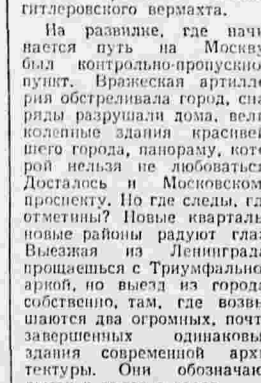 гитлеровского вермахта.
На развилке, где начи
нается путь на Москву
был контрольно-пропускно
пункт. Вражеская артилле
рия обстреливала город, сна
ряды разрушали дома, вели
колепные здания красивей
шего города, панораму, кото
рой нельзя не любоватьс
Досталось и Московском
проспекту. Но где следы, гд
отметины? Новые квартал
новые районы радуют глаз
Выезжая из Ленинграда
прощаешься с Триумфально
аркой, но выезд из города
собственно, там, где возвы
шаются два огромных, почт
завершенных одинаковы
здания современной архи
тектуры. Они обозначаю